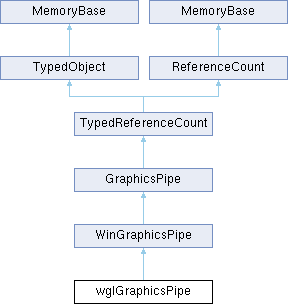 MemoryBase MemoryBase
TypedObject ReferenceCount
TypedReferenceCount
GraphicsPipe
WinGraphicsPipe
wglGraphicsPipe